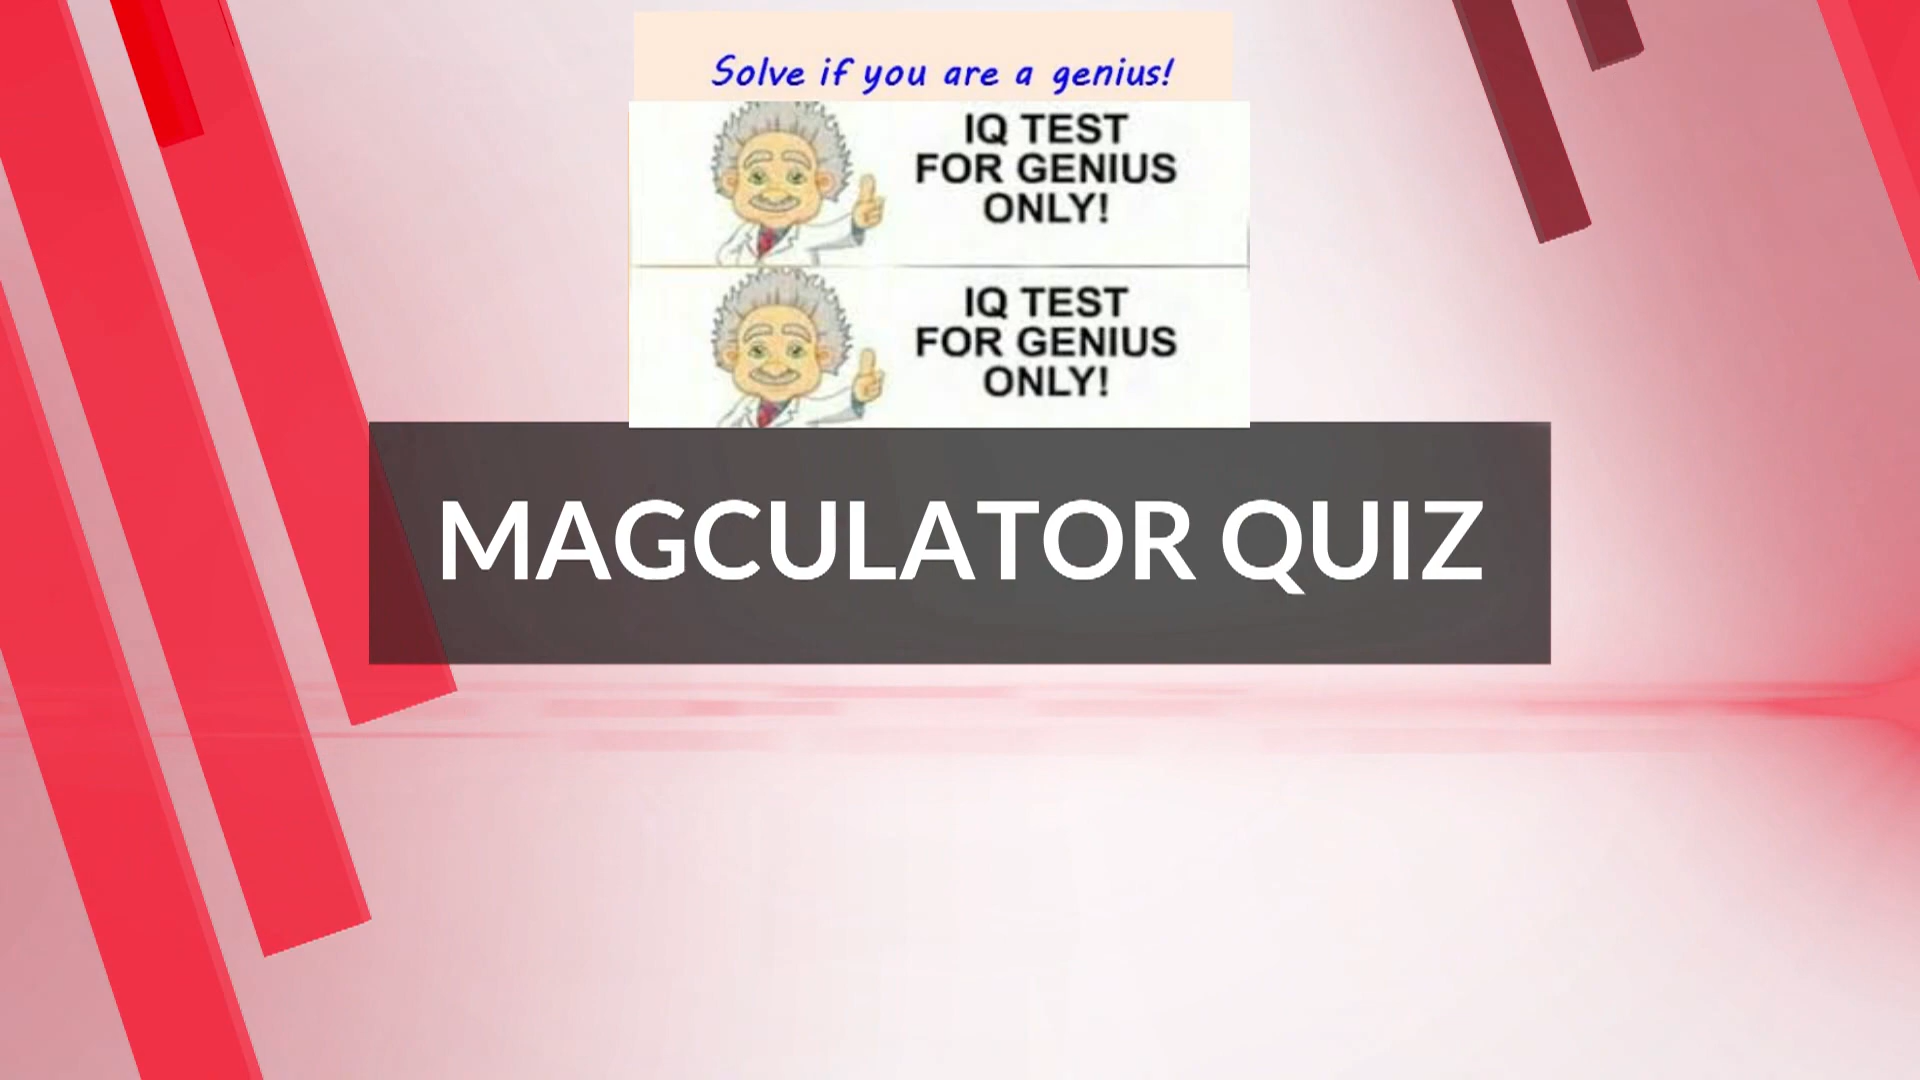 Solve if you are a genius!
IQ TEST
FOR GENIUS
ONLY!
IQ TEST
FOR GENIUS
ONLY!
MAGCULATOR QUIZ